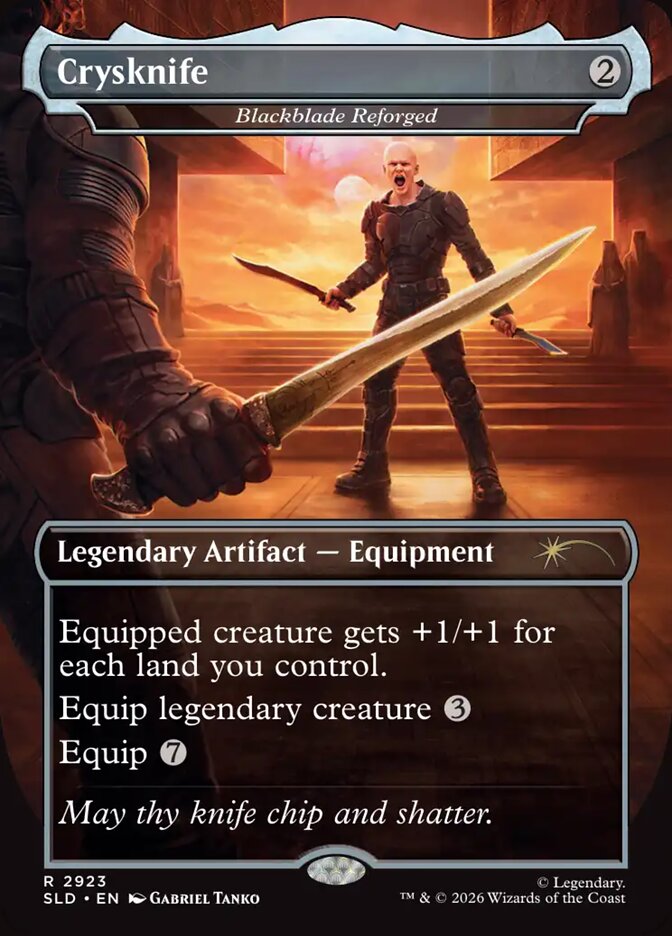 Crysknife 2
Blackblade Reforged
Legendary Artifact — Equipment
Equipped creature gets +1/+1 for
each land you control.
Equip legendary creature 3
Equip 7
May thy knife chip and shatter.
R 2923
SLD • EN Gabriel Tanko
© Legendary.
™ & © 2026 Wizards of the Coast